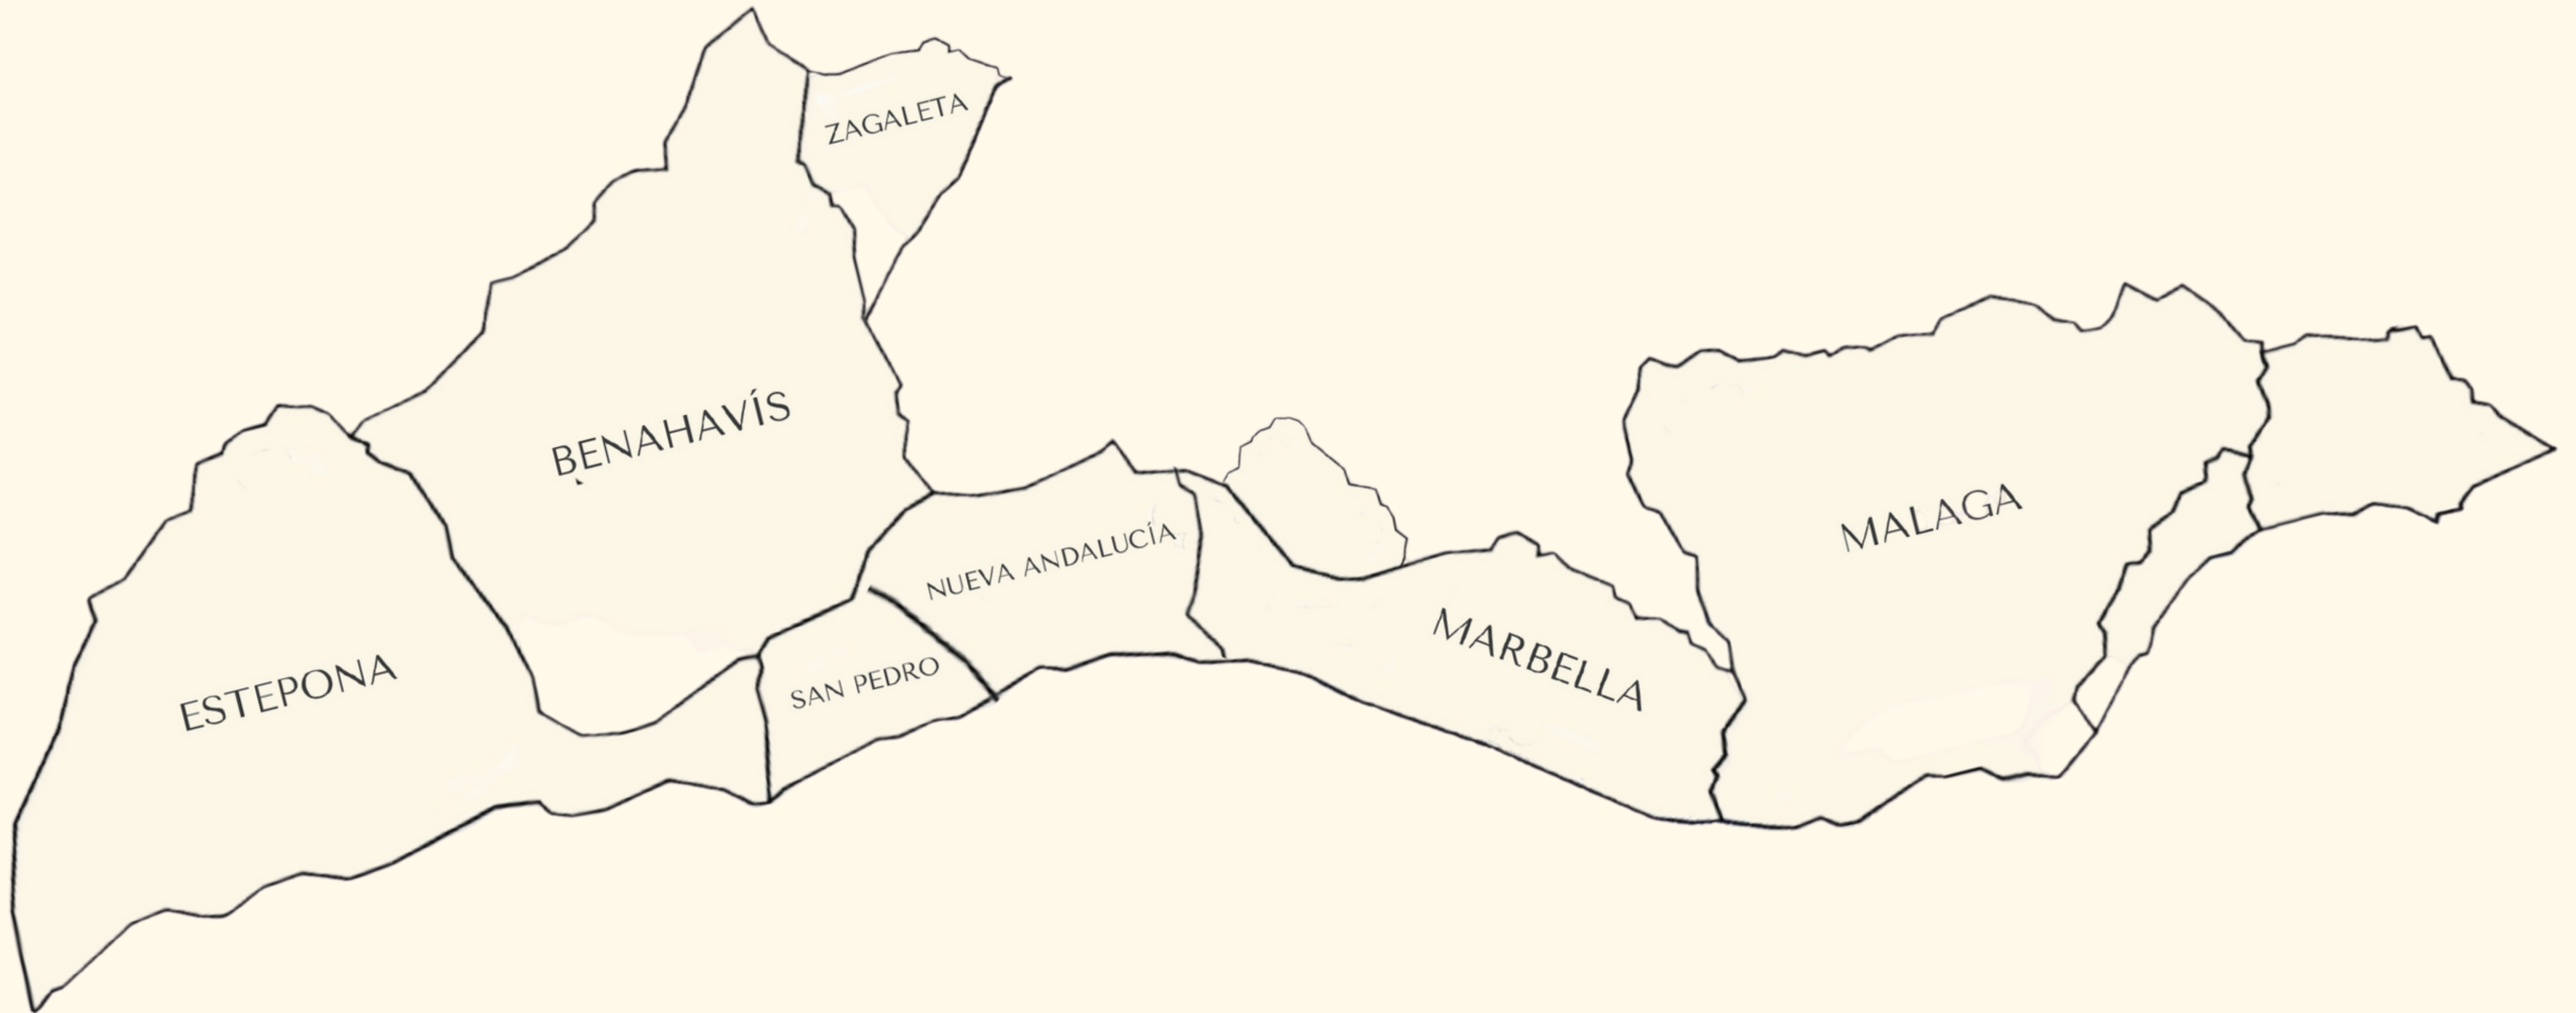 ZAGALETA
BENAHAVÍS
MALAGA
NUEVA ANDALUCÍA
MARBELLA
SAN PEDRO
ESTEPONA